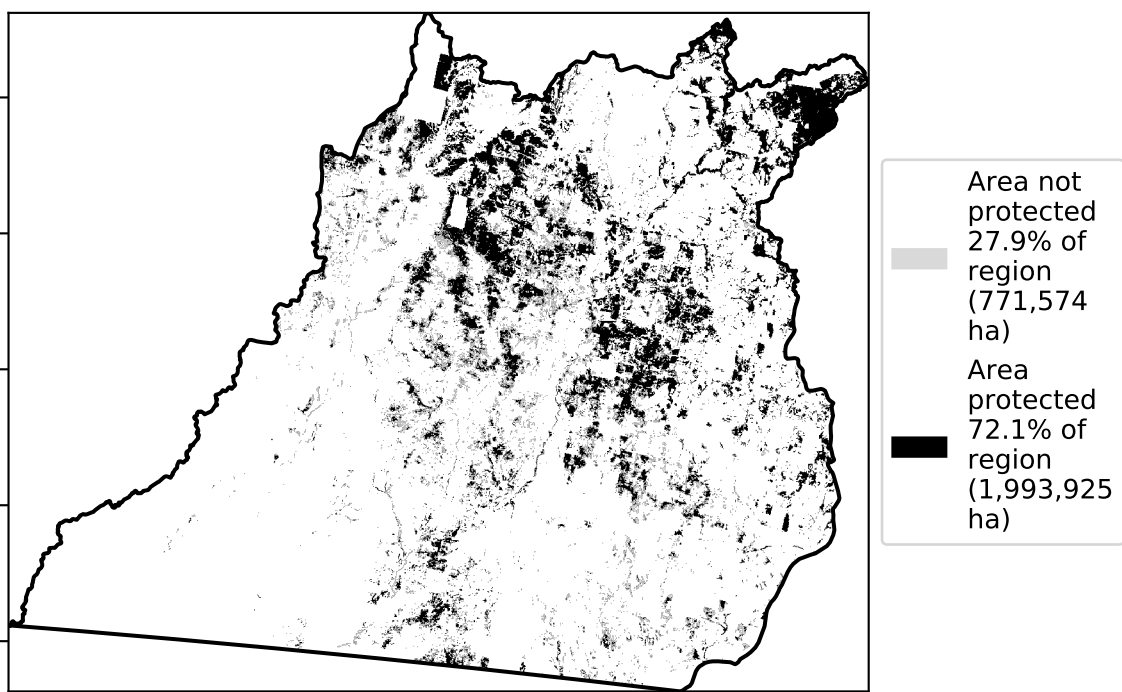 Area not
protected
27.9% of
region
(771,574
ha)
Area
protected
72.1% of
region
(1,993,925
ha)